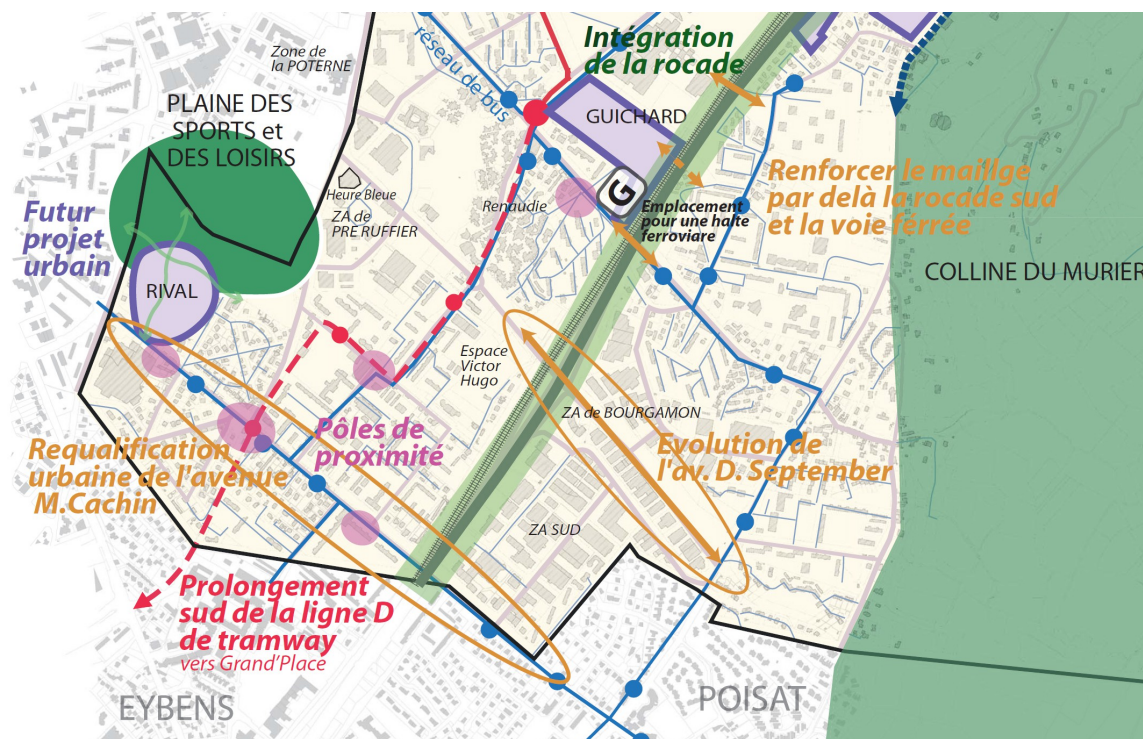 Zone de
la POTERNE
réseau de bus
Intégration
de la rocade
PLAINE DES
SPORTS et
DES LOISIRS
GUICHARD
Heure Bleue
ZA de
PRE RUFFIER
Renaudie
G
Emplacement
pour une halte
ferroviare
Renforcer le maillge
par delà la rocade sud
et la voie ferrée
Futur
projet
urbain
RIVAL
COLLINE DU MURIER
Espace
Victor
Hugo
ZA de BOURGAMON
Pôles de
proximité
Evolution de
l'av. D. September
Requalification
urbaine de l'avenue
M.Cachin
ZA SUD
Prolongement
sud de la ligne D
de tramway
vers Grand'Place
EYBENS
POISAT